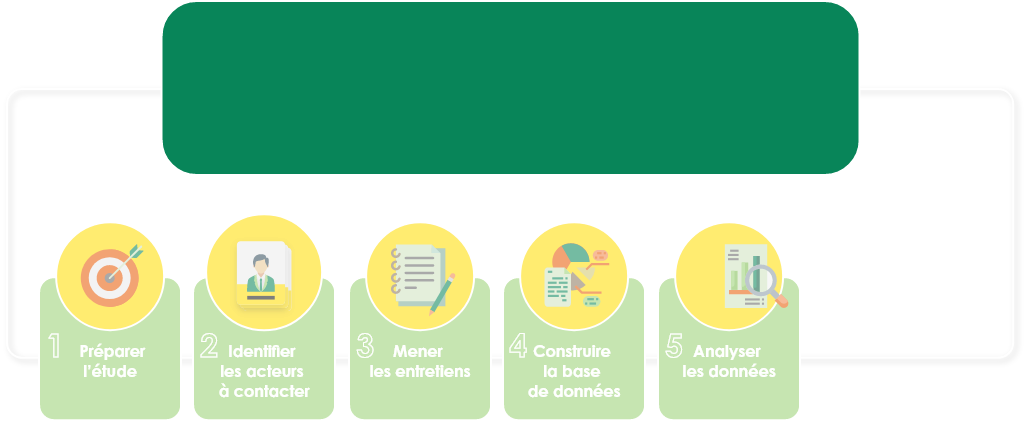 1
Préparer
l’étude
2
Identifier
les acteurs
à contacter
3
Mener
les entretiens
4
Construire
la base
de données
5
Analyser
les données